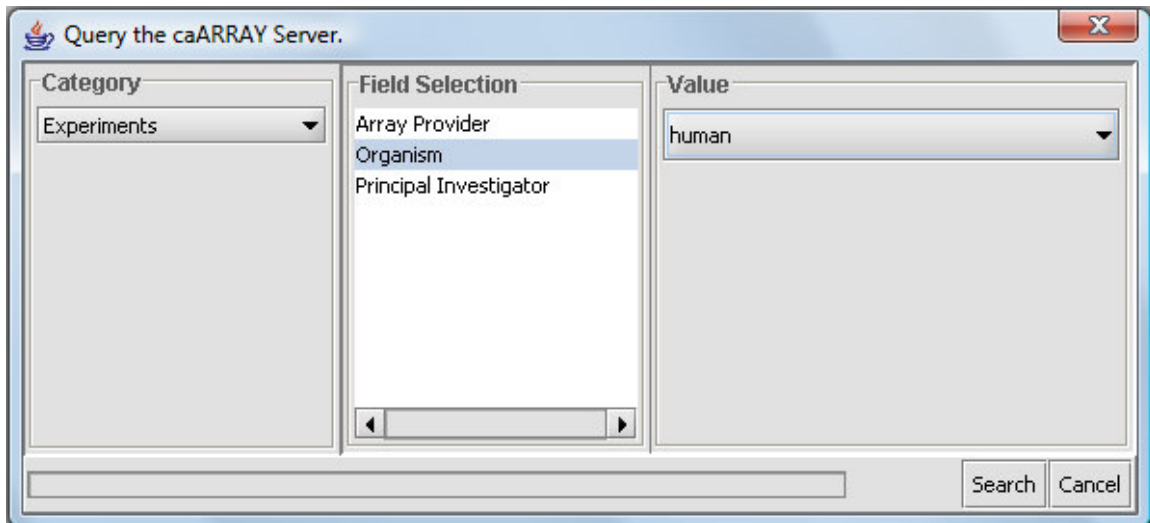 Query the caARRAY Server.
Category
Experiments
Field Selection
Array Provider
Organism
Principal Investigator
Value
human
Search
Cancel